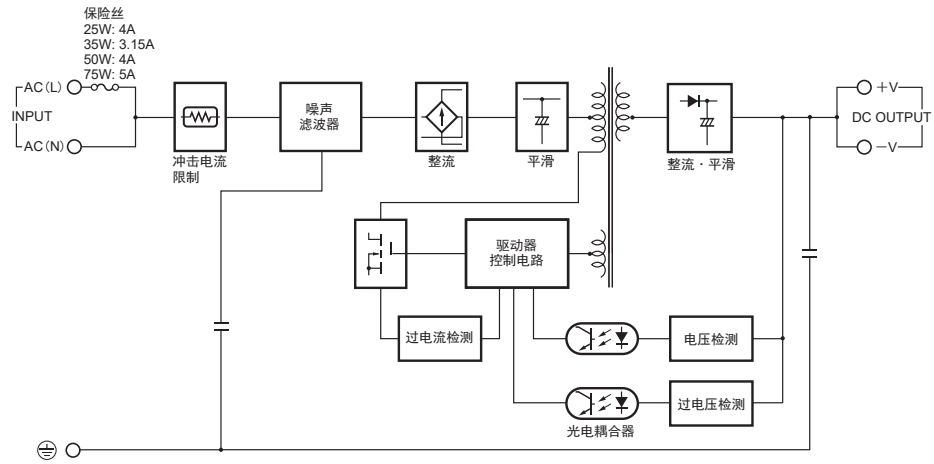 保险丝
25W: 4A
35W: 3.15A
50W: 4A
75W: 5A
AC(L)
INPUT
AC(N)
冲击电流
限制
噪声
滤波器
整流
平滑
整流・平滑
+V
DC OUTPUT
-V
驱动器
控制电路
过电流检测
电压检测
过电压检测
光电耦合器